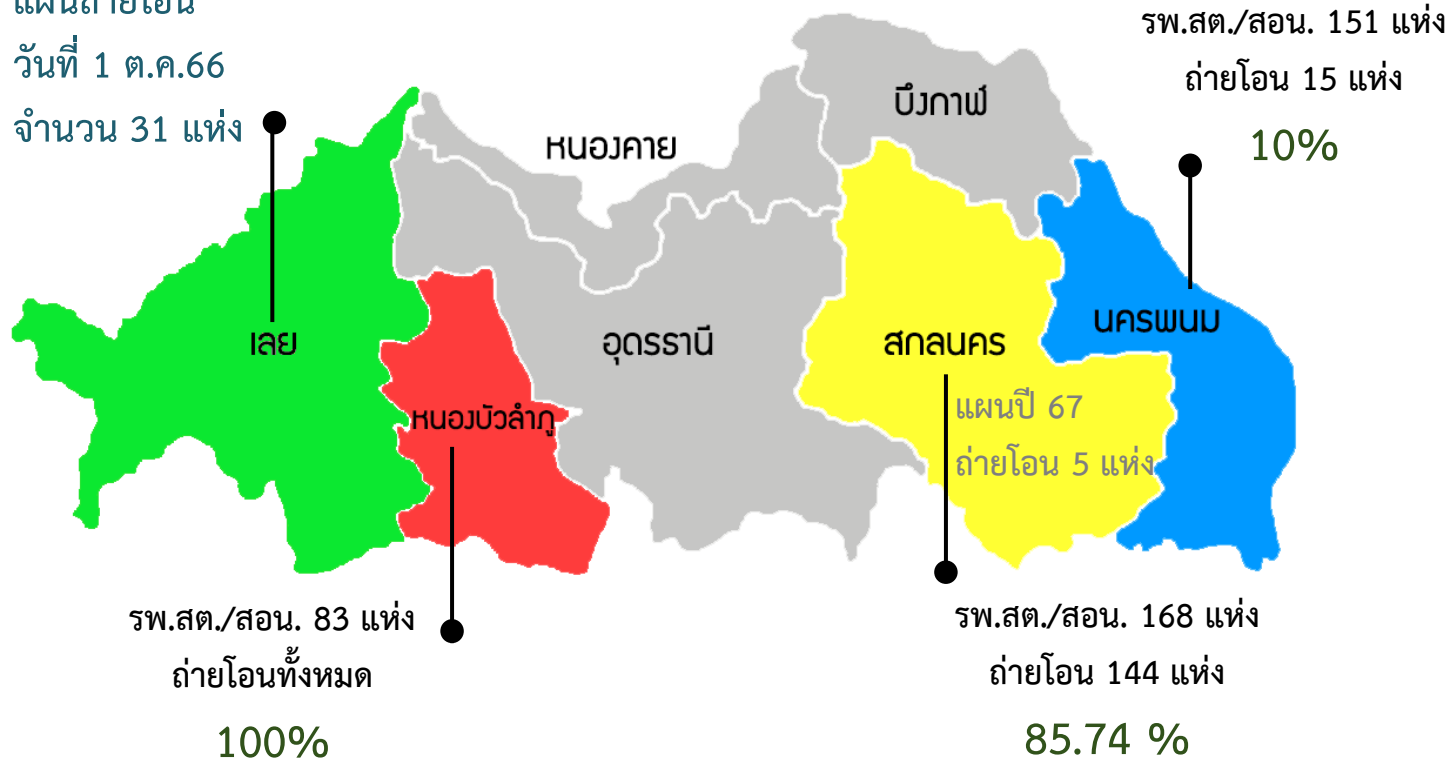 แผนถ่ายโอน
วันที่ 1 ต.ค.66
จำนวน 31 แห่ง
รพ.สต./สอน. 151 แห่ง
ถ่ายโอน 15 แห่ง
10%
บึงกาฬ
หนองคาย
เลย
อุดรธานี
สกลนคร
นครพนม
หนองบัวลำภู
แผนปี 67
ถ่ายโอน 5 แห่ง
รพ.สต./สอน. 83 แห่ง
ถ่ายโอนทั้งหมด
100%
รพ.สต./สอน. 168 แห่ง
ถ่ายโอน 144 แห่ง
85.74 %